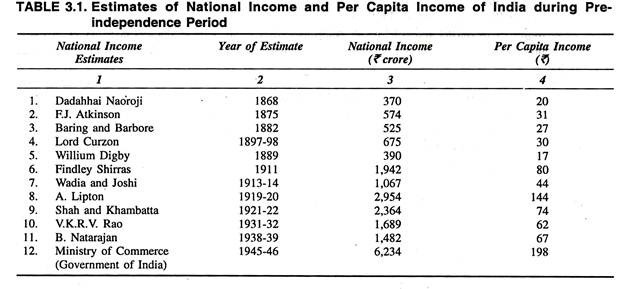 TABLE 3.1. Estimates of National Income and Per Capita Income of India during Pre-
independence Period
National Income Year of Estimate National Income Per Capita Income
Estimates (₹ crore) (₹)
1 2 3 4
1. Dadahhai Naoroji 1868 370 20
2. F.J. Atkinson 1875 574 31
3. Baring and Barbore 1882 525 27
4. Lord Curzon 1897-98 675 30
5. Willium Digby 1889 390 17
6. Findley Shirras 1911 1,942 80
7. Wadia and Joshi 1913-14 1,067 44
8. A. Lipton 1919-20 2,954 144
9. Shah and Khambatta 1921-22 2,364 74
10. V.K.R.V. Rao 1931-32 1,689 62
11. B. Natarajan 1938-39 1,482 67
12. Ministry of Commerce 1945-46 6,234 198
(Government of India)